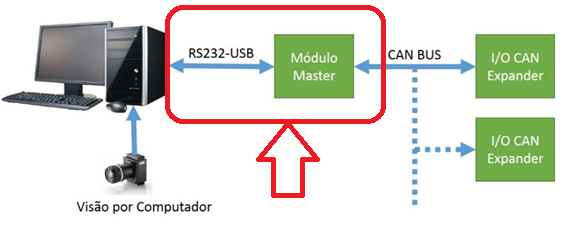 RS232-USB
Módulo
Master
CAN BUS
I/O CAN
Expander
I/O CAN
Expander
Visão por Computador